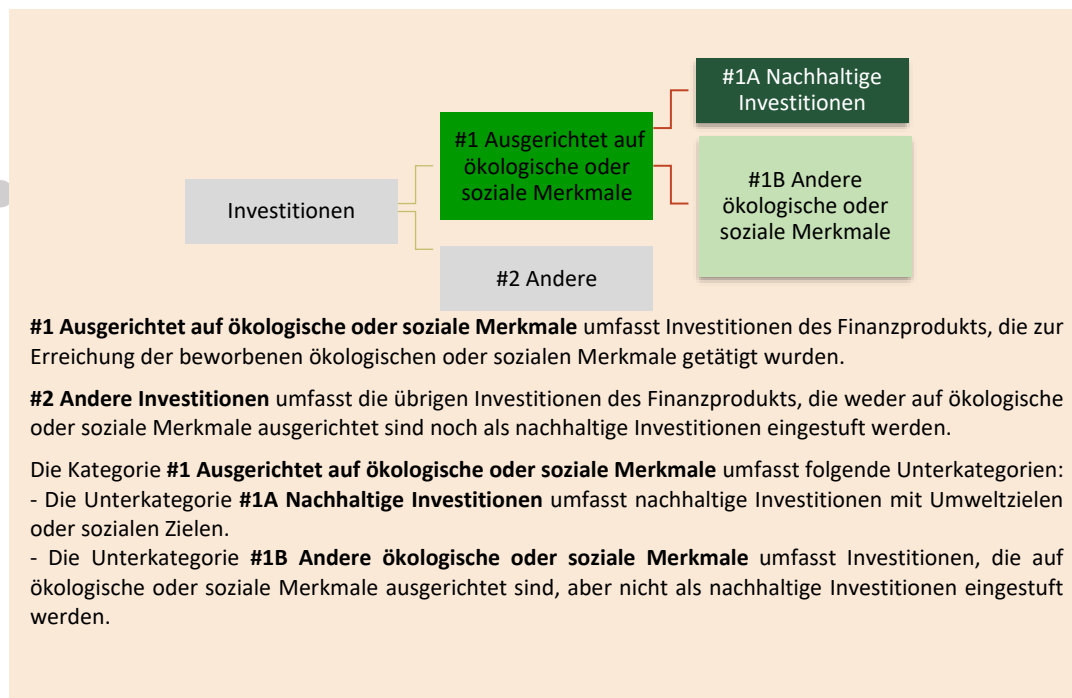 #1A Nachhaltige
Investitionen
#1 Ausgerichtet auf
ökologische oder
soziale Merkmale
#1B Andere
ökologische oder
soziale Merkmale
Investitionen
#2 Andere
#1 Ausgerichtet auf ökologische oder soziale Merkmale umfasst Investitionen des Finanzprodukts, die zur
Erreichung der beworbenen ökologischen oder sozialen Merkmale getätigt wurden.
#2 Andere Investitionen umfasst die übrigen Investitionen des Finanzprodukts, die weder auf ökologische
oder soziale Merkmale ausgerichtet sind noch als nachhaltige Investitionen eingestuft werden.
Die Kategorie #1 Ausgerichtet auf ökologische oder soziale Merkmale umfasst folgende Unterkategorien:
- Die Unterkategorie #1A Nachhaltige Investitionen umfasst nachhaltige Investitionen mit Umweltzielen
oder sozialen Zielen.
- Die Unterkategorie #1B Andere ökologische oder soziale Merkmale umfasst Investitionen, die auf
ökologische oder soziale Merkmale ausgerichtet sind, aber nicht als nachhaltige Investitionen eingestuft
werden.